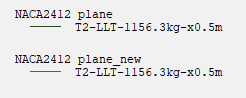 NACA2412 plane
T2-LLT-1156.3kg-x0.5m
NACA2412 plane_new
T2-LLT-1156.3kg-x0.5m